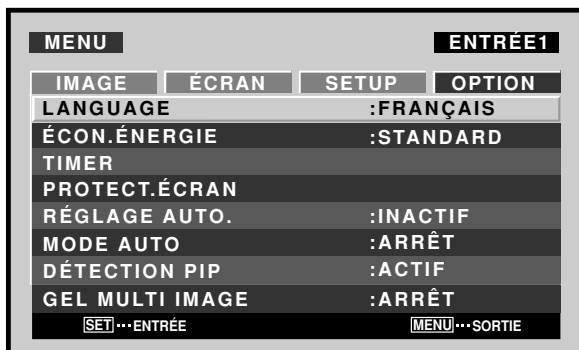 MENU ENTRÉE1
IMAGE ÉCRAN SETUP OPTION
LANGUAGE :FRANÇAIS
ÉCON.ÉNERGIE :STANDARD
TIMER
PROTECT.ÉCRAN
RÉGLAGE AUTO. :INACTIF
MODE AUTO :ARRÊT
DÉTECTION PIP :ACTIF
GEL MULTI IMAGE :ARRÊT
SET ••• ENTRÉE MENU ••• SORTIE